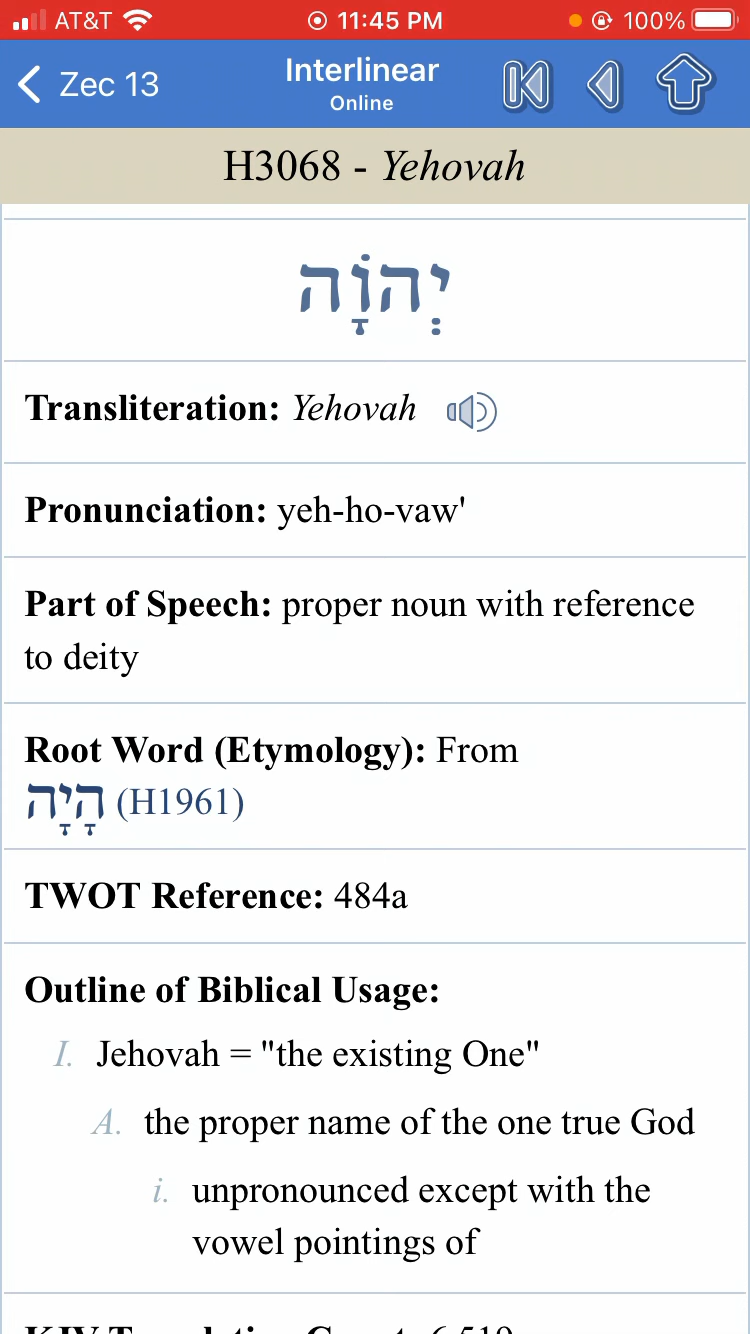 AT&T 11:45 PM 100%
Zec 13 Interlinear
Online
H3068 - Yehovah
יְהוָֹה
Transliteration: Yehovah
Pronunciation: yeh-ho-vaw'
Part of Speech: proper noun with reference
to deity
Root Word (Etymology): From
הָיָה (H1961)
TWOT Reference: 484a
Outline of Biblical Usage:
I. Jehovah = "the existing One"
A. the proper name of the one true God
i. unpronounced except with the
vowel pointings of